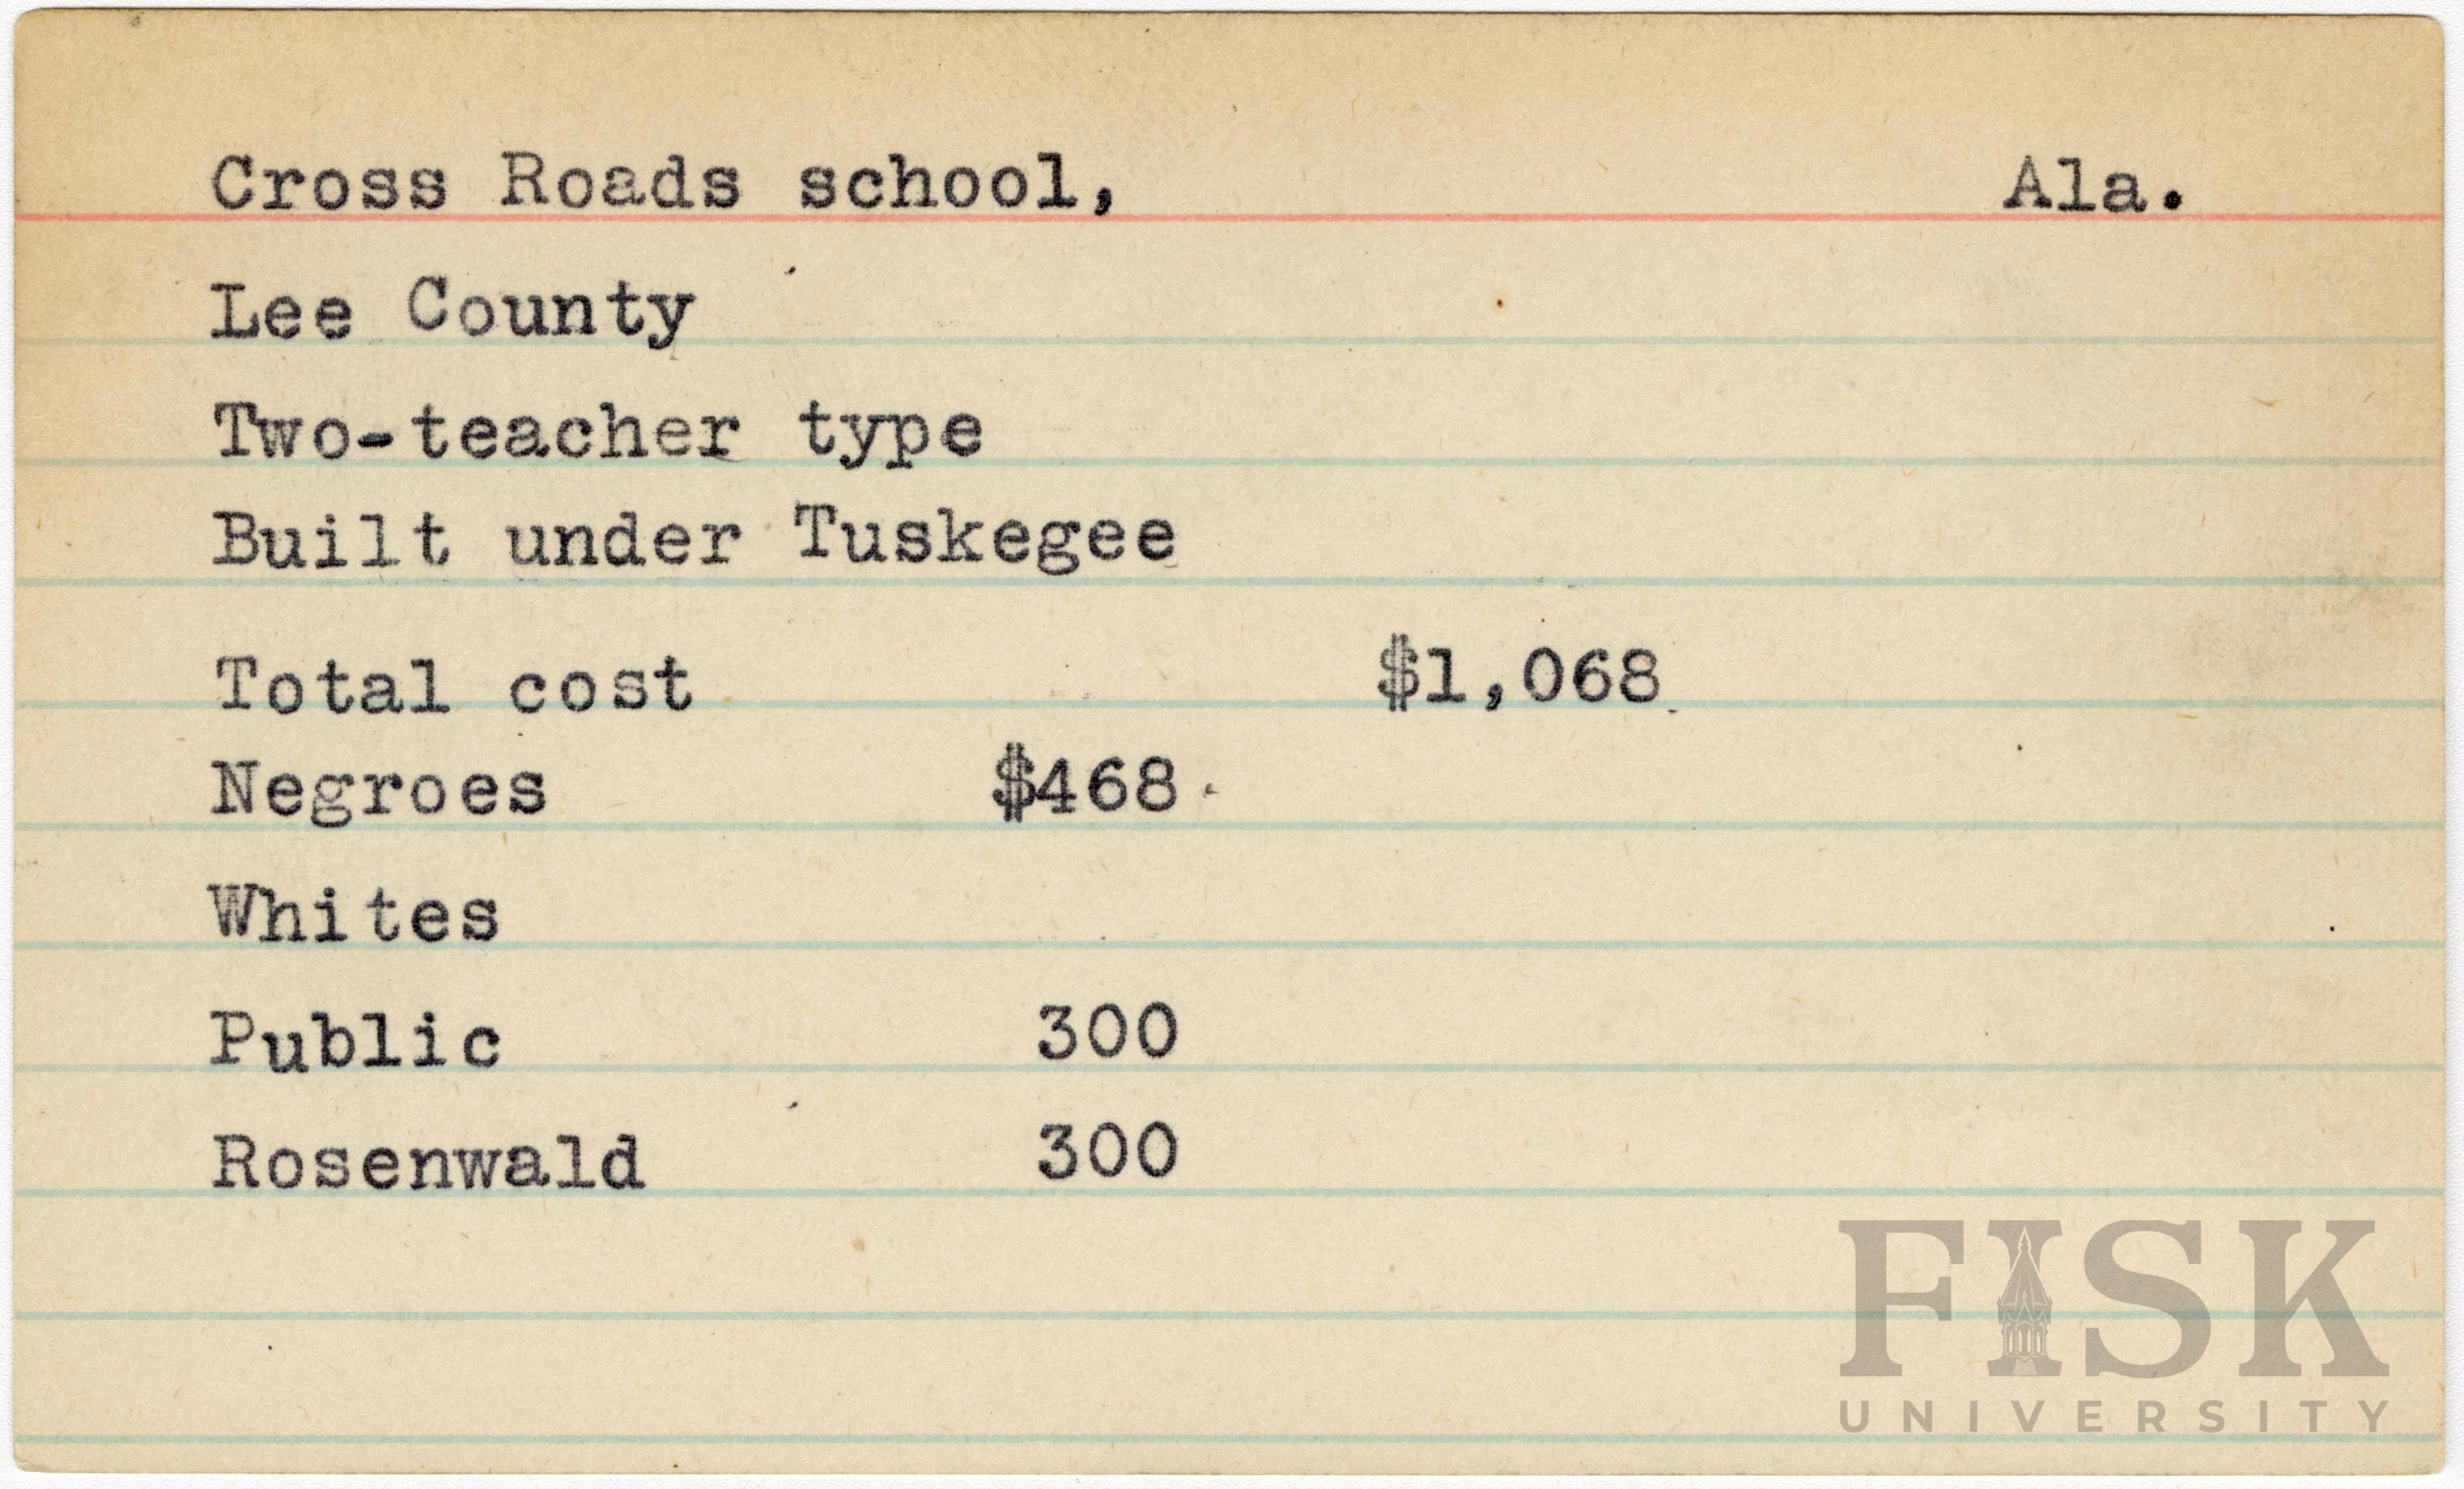 Cross Roads school, Ala.
Lee County
Two-teacher type
Built under Tuskegee
Total cost $1,068
Negroes $468
Whites
Public 300
Rosenwald 300
FISK
UNIVERSITY